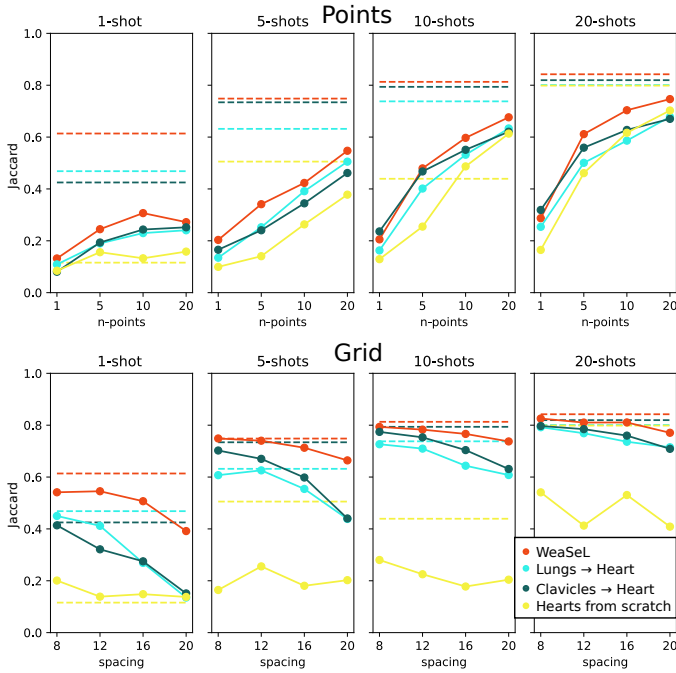 Points
1-shot 5-shots 10-shots 20-shots
1.0
0.8
0.6
0.4
0.2
0.0
Jaccard
1 5 10 20 1 5 10 20 1 5 10 20 1 5 10 20
n-points n-points n-points n-points
Grid
1-shot 5-shots 10-shots 20-shots
1.0
0.8
0.6
0.4
0.2
0.0
Jaccard
WeaSeL
Lungs → Heart
Clavicles → Heart
Hearts from scratch
8 12 16 20 8 12 16 20 8 12 16 20 8 12 16 20
spacing spacing spacing spacing